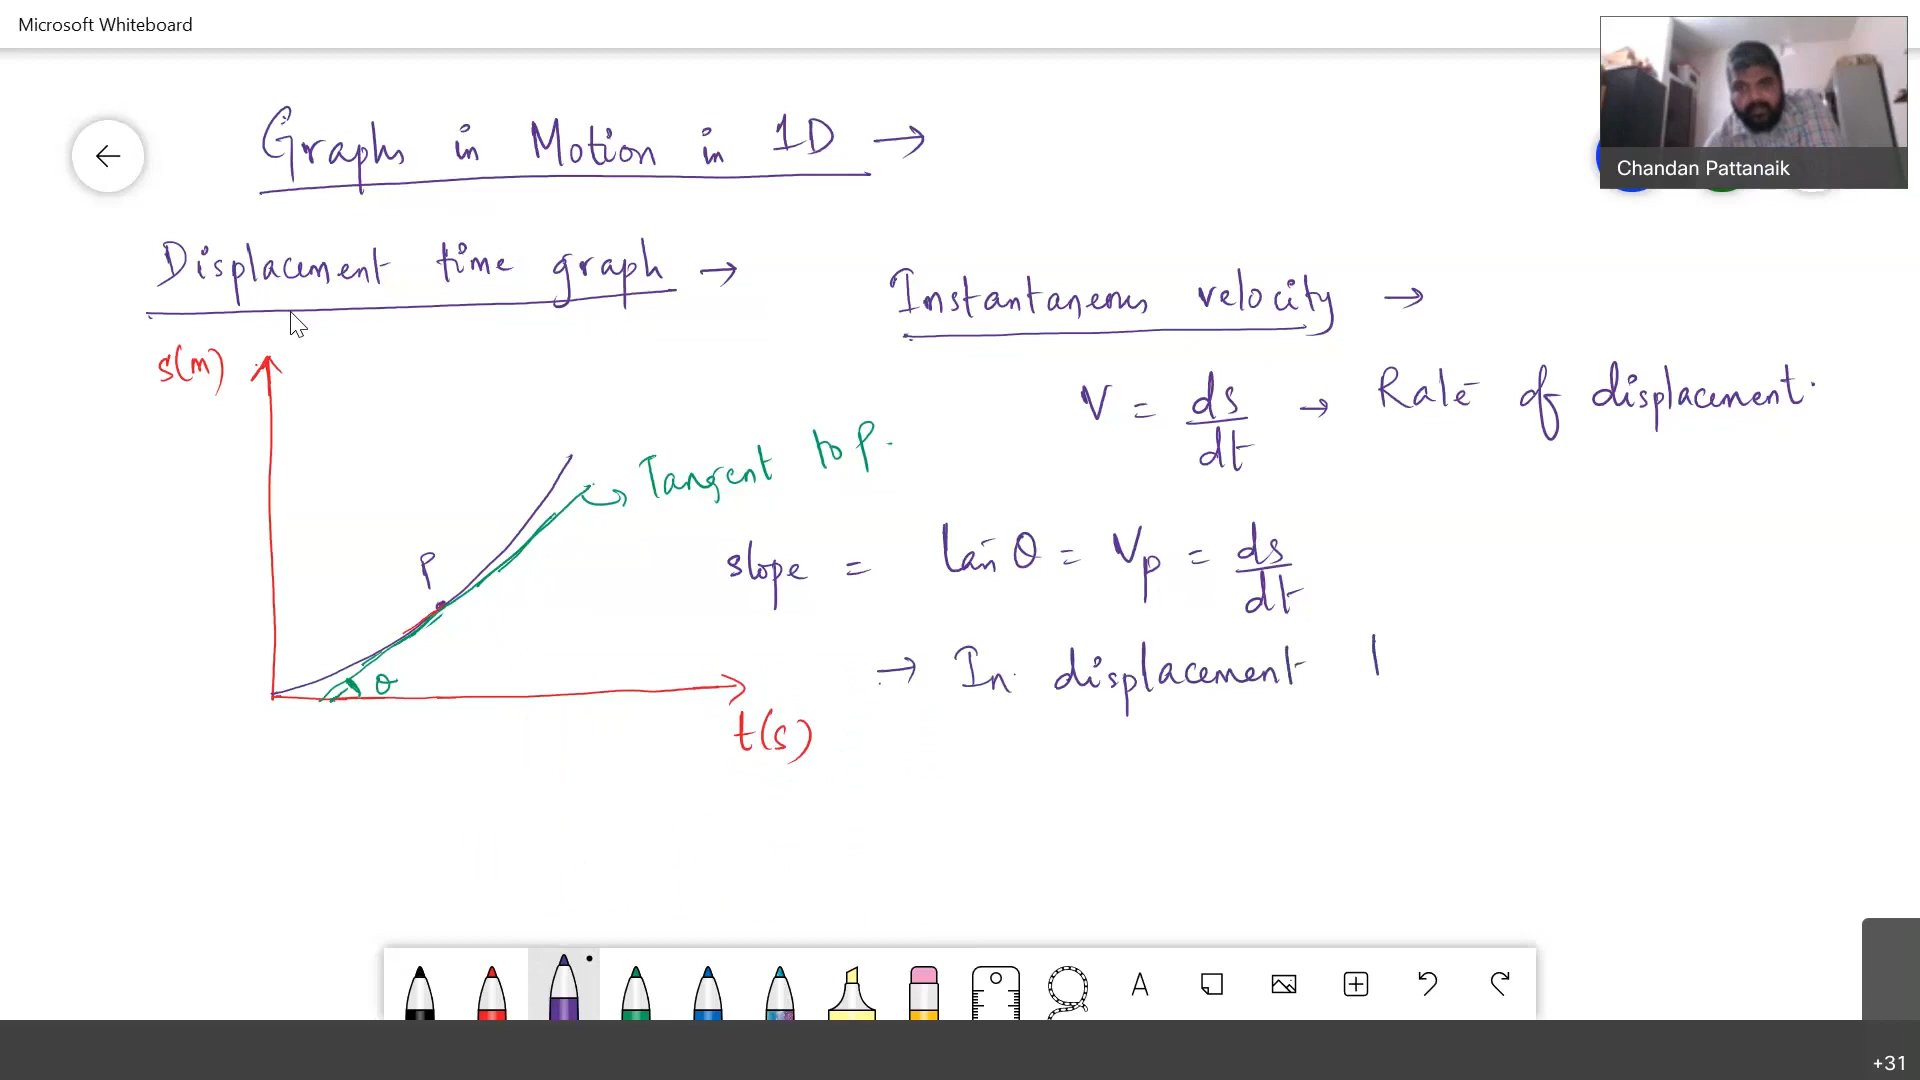 Microsoft Whiteboard
Chandan Pattanaik
Graphs in Motion in 1D →
Displacement time graph →
s(m)
P
θ
t(s)
Tangent to P.
Instantaneous velocity →
V = ds/dt → Rate of displacement.
slope = tan θ = Vp = ds/dt
→ In displacement
A
+31